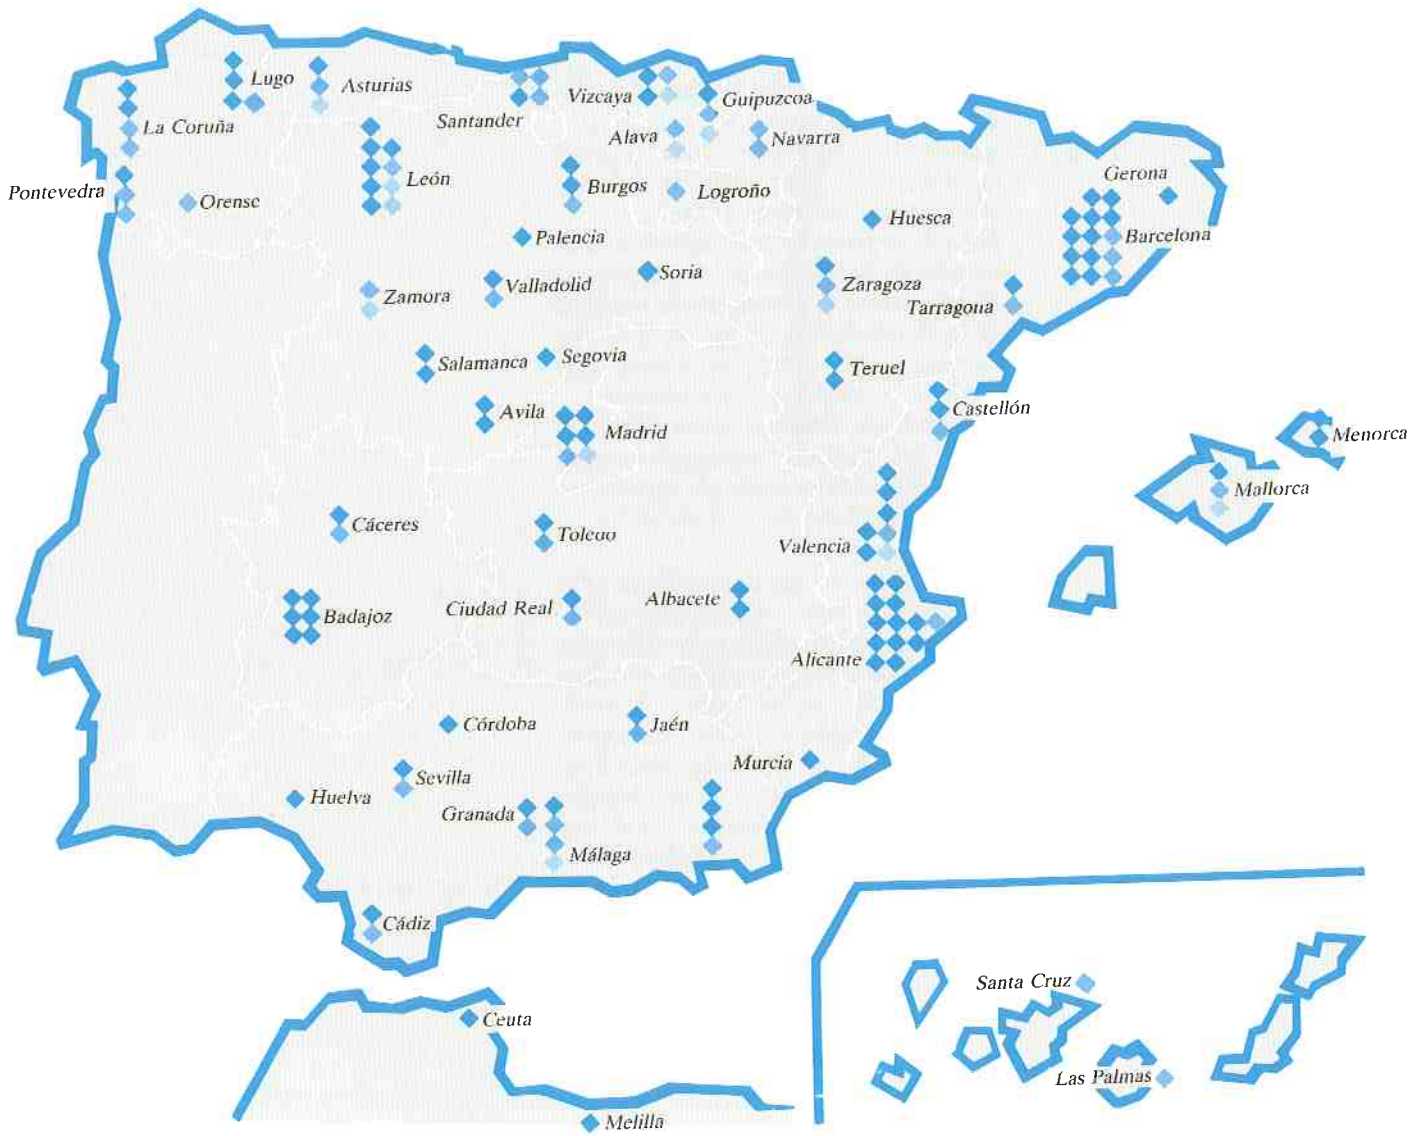 Lugo
Asturias
La Coruña
Santander
Vizcaya
Guipuzcoa
Alava
Navarra
Pontevedra
Orense
León
Burgos
Logroño
Huesca
Gerona
Barcelona
Palencia
Zamora
Valladolid
Soria
Zaragoza
Tarragona
Salamanca
Segovia
Teruel
Avila
Madrid
Castellón
Menorca
Mallorca
Cáceres
Toledo
Valencia
Badajoz
Ciudad Real
Albacete
Alicante
Córdoba
Jaén
Murcia
Huelva
Sevilla
Granada
Málaga
Cádiz
Ceuta
Melilla
Santa Cruz
Las Palmas